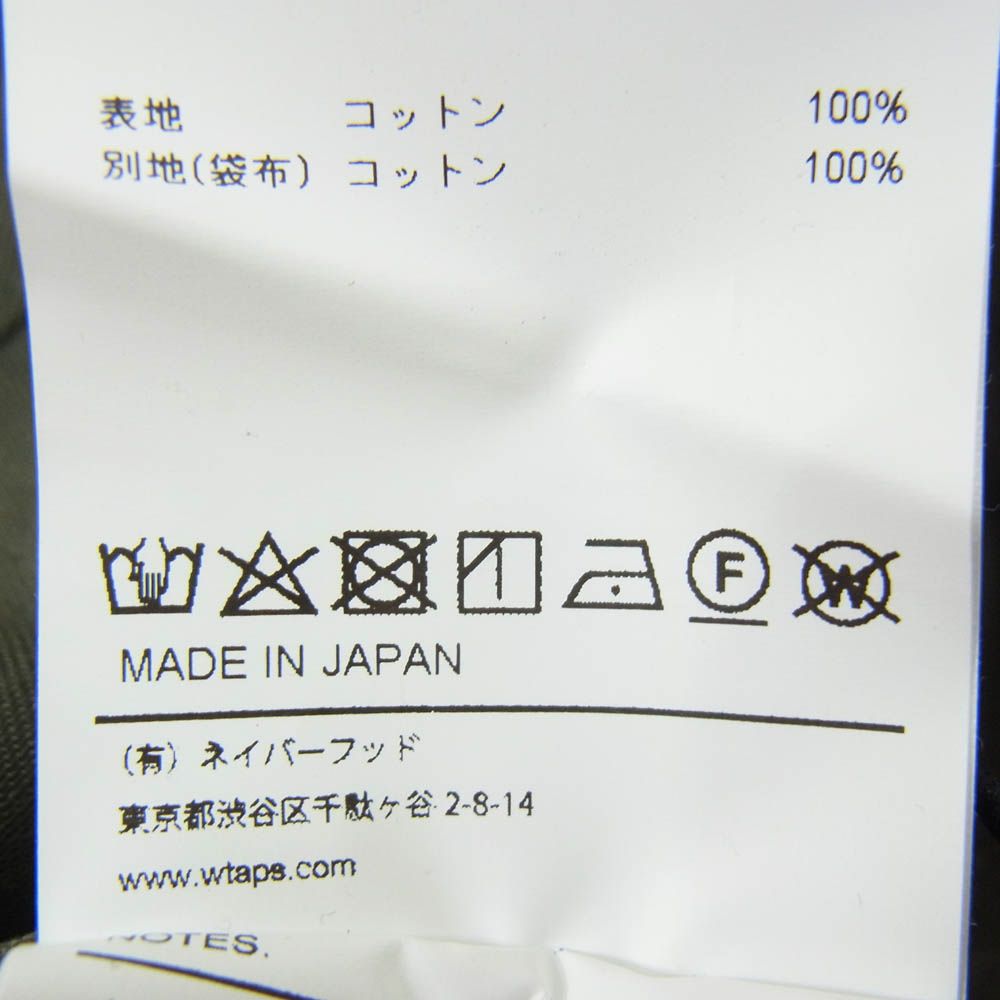 表地 コットン 100%
別地(袋布) コットン 100%
F W
MADE IN JAPAN
(有) ネイバーフッド
東京都渋谷区千駄ヶ谷 2-8-14
www.wtaps.com
NOTES.